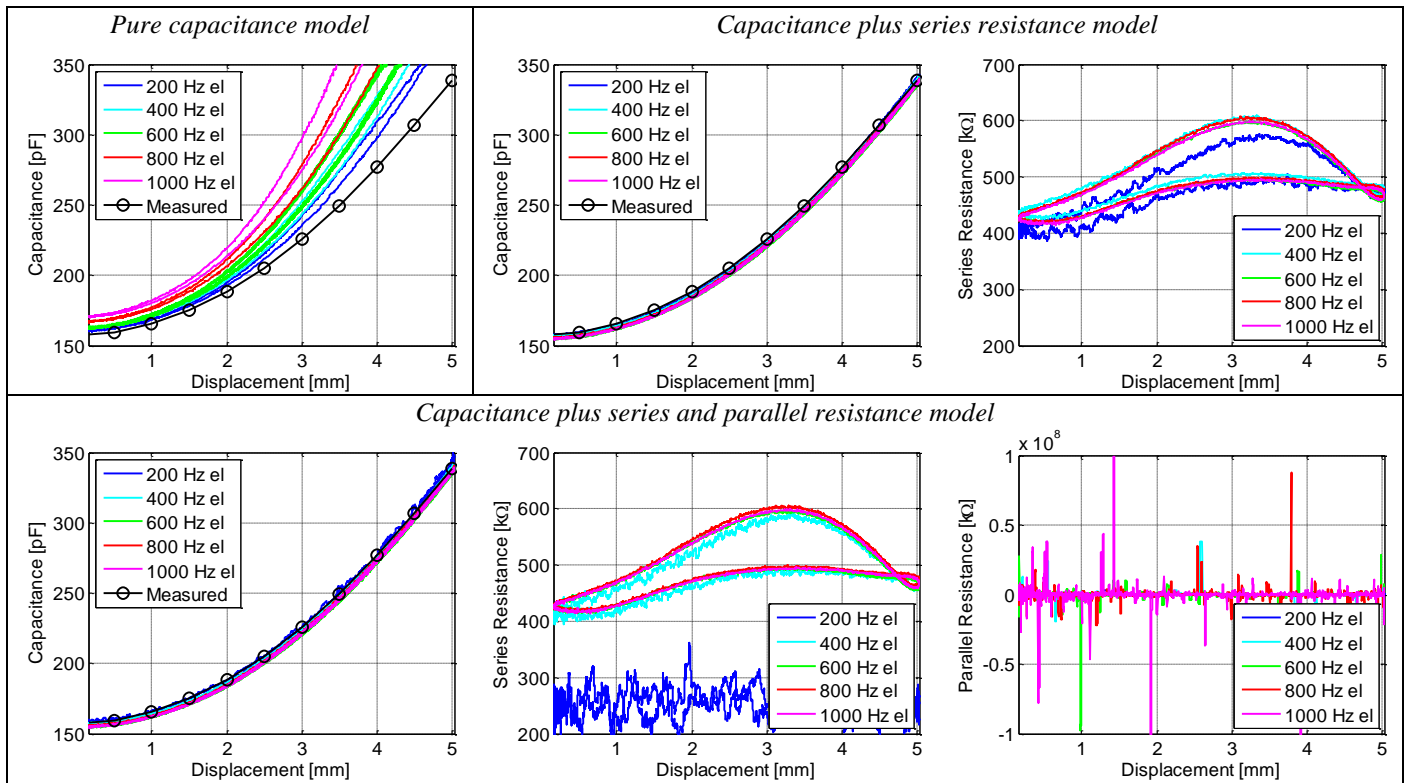 Pure capacitance model
Capacitance plus series resistance model
350
300
250
200
150
Capacitance [pF]
200 Hz el
400 Hz el
600 Hz el
800 Hz el
1000 Hz el
Measured
1 2 3 4 5
Displacement [mm]
350
300
250
200
150
Capacitance [pF]
200 Hz el
400 Hz el
600 Hz el
800 Hz el
1000 Hz el
Measured
1 2 3 4 5
Displacement [mm]
700
600
500
400
300
200
Series Resistance [kΩ]
200 Hz el
400 Hz el
600 Hz el
800 Hz el
1000 Hz el
1 2 3 4 5
Displacement [mm]
Capacitance plus series and parallel resistance model
350
300
250
200
150
Capacitance [pF]
200 Hz el
400 Hz el
600 Hz el
800 Hz el
1000 Hz el
Measured
1 2 3 4 5
Displacement [mm]
700
600
500
400
300
200
Series Resistance [kΩ]
200 Hz el
400 Hz el
600 Hz el
800 Hz el
1000 Hz el
1 2 3 4 5
Displacement [mm]
x 10^8
1
0.5
0
-0.5
-1
Parallel Resistance [kΩ]
200 Hz el
400 Hz el
600 Hz el
800 Hz el
1000 Hz el
1 2 3 4 5
Displacement [mm]